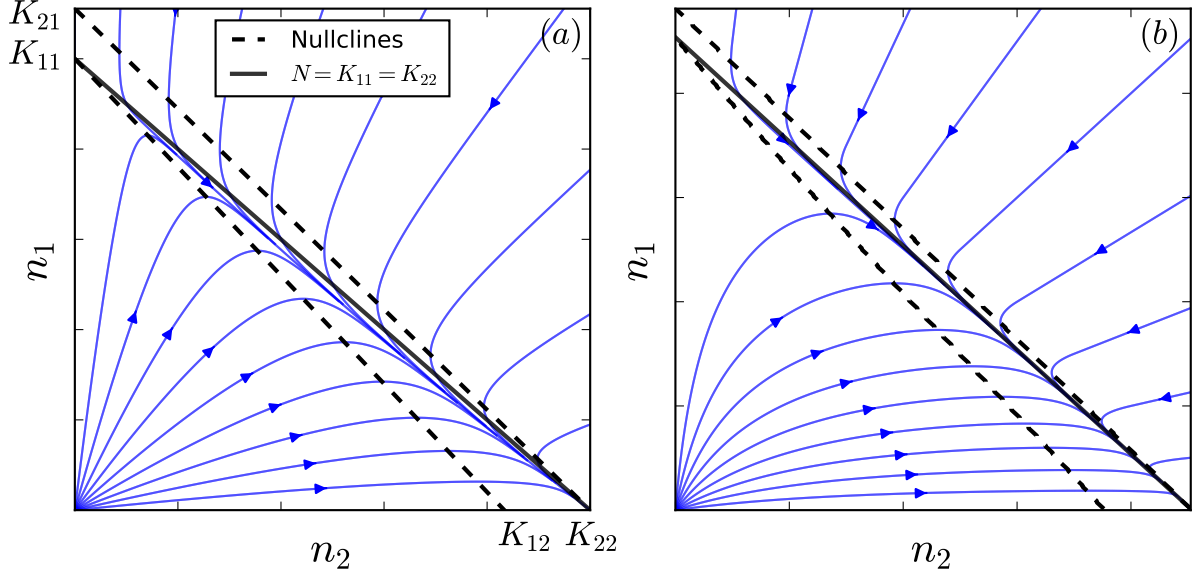 K₂₁
K₁₁
Nullclines
N = K₁₁ = K₂₂
(a)
(b)
n₁
n₁
K₁₂
K₂₂
n₂
n₂